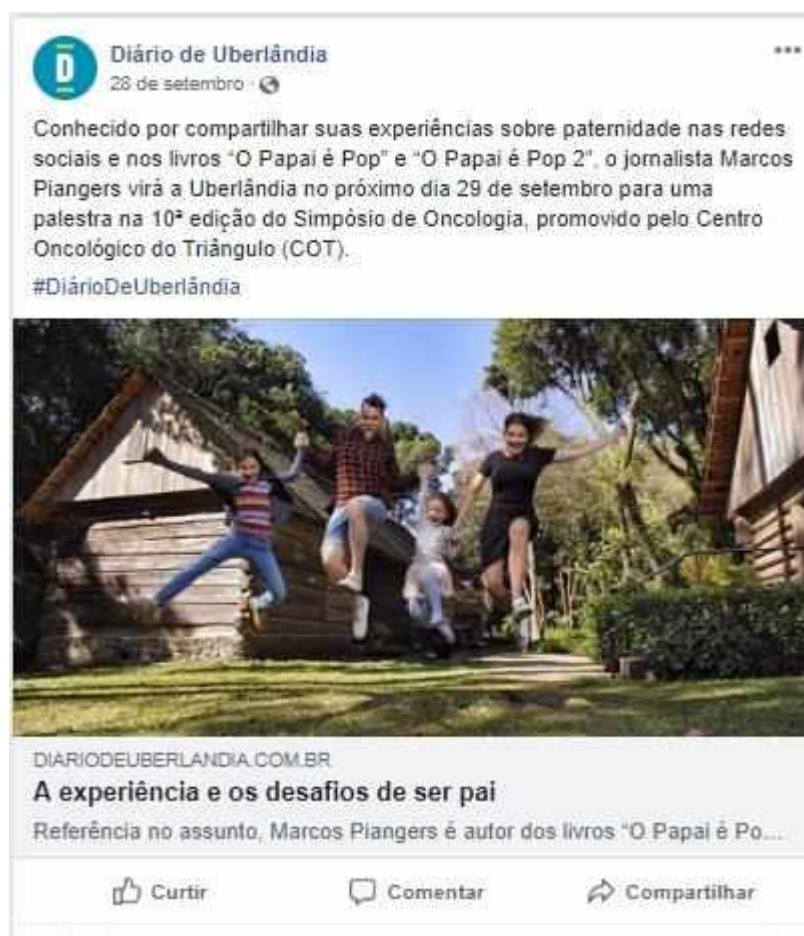 D
Diário de Uberlândia
28 de setembro
Conhecido por compartilhar suas experiências sobre paternidade nas redes
sociais e nos livros “O Papai é Pop” e “O Papai é Pop 2”, o jornalista Marcos
Piangers virá a Uberlândia no próximo dia 29 de setembro para uma
palestra na 10ª edição do Simpósio de Oncologia, promovido pelo Centro
Oncológico do Triângulo (COT).
#DiárioDeUberlândia
DIARIODEUBERLANDIA.COM.BR
A experiência e os desafios de ser pai
Referência no assunto, Marcos Piangers é autor dos livros “O Papai é Po...
Curtir Comentar Compartilhar